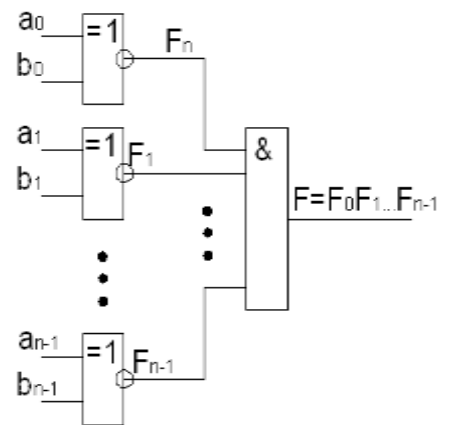 a0
=1
Fn
b0
a1
=1
F1
&
b1
F=F0F1...Fn-1
an-1
=1
Fn-1
bn-1